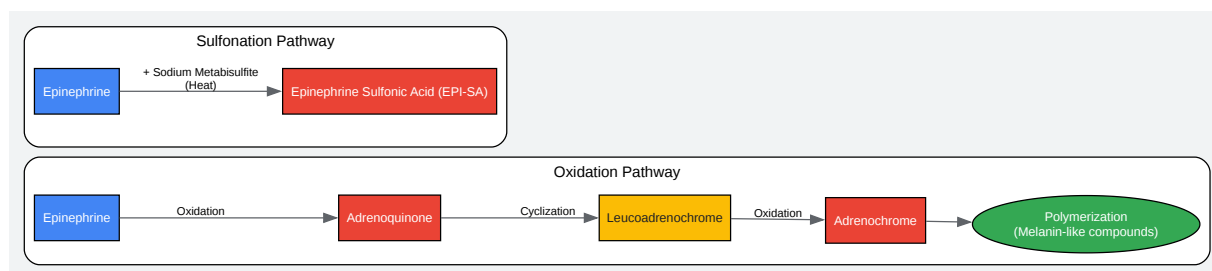 Sulfonation Pathway
Epinephrine
+ Sodium Metabisulfite
(Heat)
Epinephrine Sulfonic Acid (EPI-SA)
Oxidation Pathway
Epinephrine
Oxidation
Adrenoquinone
Cyclization
Leucoadrenochrome
Oxidation
Adrenochrome
Polymerization
(Melanin-like compounds)